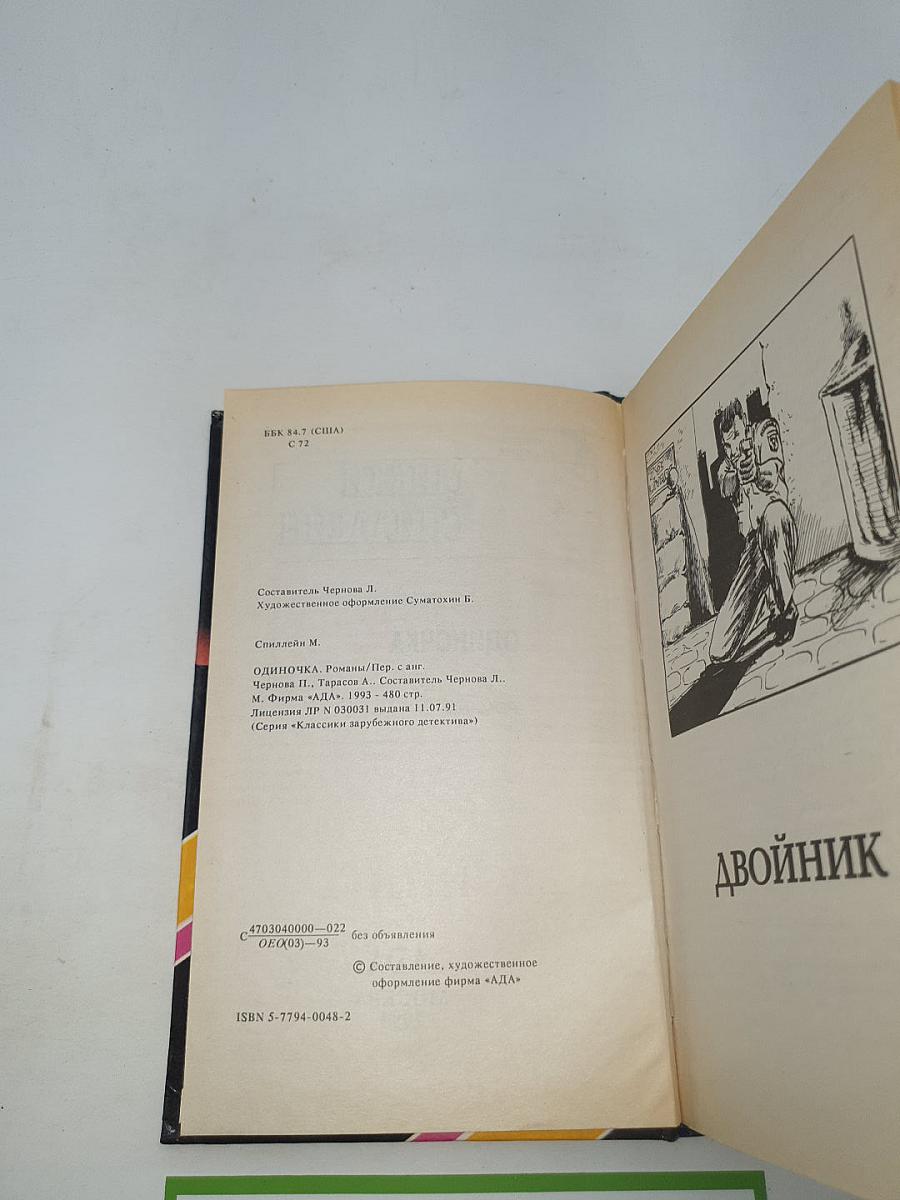 ББК 84.7 (США)
С 72
Составитель Чернова Л.
Художественное оформление Суматохин Б.
Спиллейн М.
ОДИНОЧКА. Романы/Пер. с анг.
Чернова П., Тарасов А.. Составитель Чернова Л..
М. Фирма «АДА». 1993 - 480 стр.
Лицензия ЛР N 030031 выдана 11.07.91
(Серия «Классики зарубежного детектива»)
С 4703040000—022
ОЕО(03)—93 без объявления
© Составление, художественное
оформление фирма «АДА»
ISBN 5-7794-0048-2
ДВОЙНИК